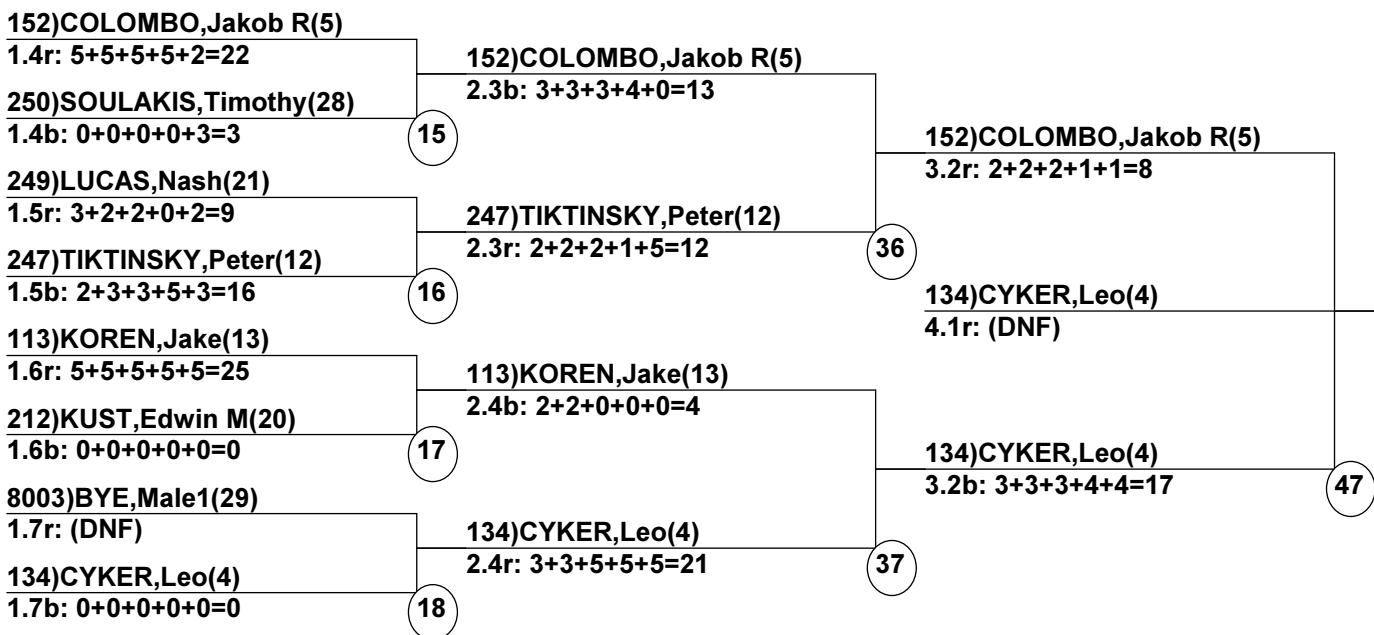 152)COLOMBO,Jakob R(5)
1.4r: 5+5+5+5+2=22
250)SOULAKIS,Timothy(28)
1.4b: 0+0+0+0+3=3
15
249)LUCAS,Nash(21)
1.5r: 3+2+2+0+2=9
247)TIKTINSKY,Peter(12)
1.5b: 2+3+3+5+3=16
16
113)KOREN,Jake(13)
1.6r: 5+5+5+5+5=25
212)KUST,Edwin M(20)
1.6b: 0+0+0+0+0=0
17
8003)BYE,Male1(29)
1.7r: (DNF)
134)CYKER,Leo(4)
1.7b: 0+0+0+0+0=0
18
152)COLOMBO,Jakob R(5)
2.3b: 3+3+3+4+0=13
247)TIKTINSKY,Peter(12)
2.3r: 2+2+2+1+5=12
36
113)KOREN,Jake(13)
2.4b: 2+2+0+0+0=4
134)CYKER,Leo(4)
2.4r: 3+3+5+5+5=21
37
152)COLOMBO,Jakob R(5)
3.2r: 2+2+2+1+1=8
134)CYKER,Leo(4)
4.1r: (DNF)
134)CYKER,Leo(4)
3.2b: 3+3+3+4+4=17
47